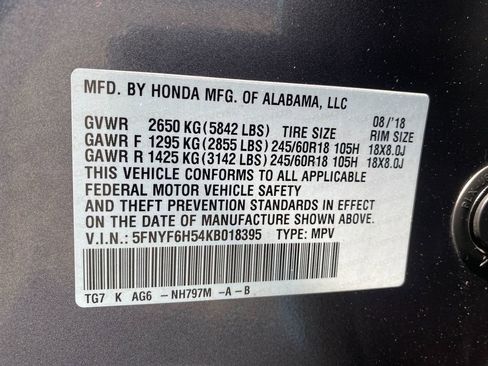 MFD. BY HONDA MFG. OF ALABAMA, LLC
08/'18
GVWR 2650 KG (5842 LBS) TIRE SIZE RIM SIZE
GAWR F 1295 KG (2855 LBS) 245/60R18 105H 18X8.0J
GAWR R 1425 KG (3142 LBS) 245/60R18 105H 18X8.0J
THIS VEHICLE CONFORMS TO ALL APPLICABLE
FEDERAL MOTOR VEHICLE SAFETY
AND THEFT PREVENTION STANDARDS IN EFFECT
ON THE DATE OF MANUFACTURE SHOWN ABOVE.
V.I.N.: 5FNYF6H54KB018395 TYPE: MPV
TG7 K AG6 -NH797M -A-B